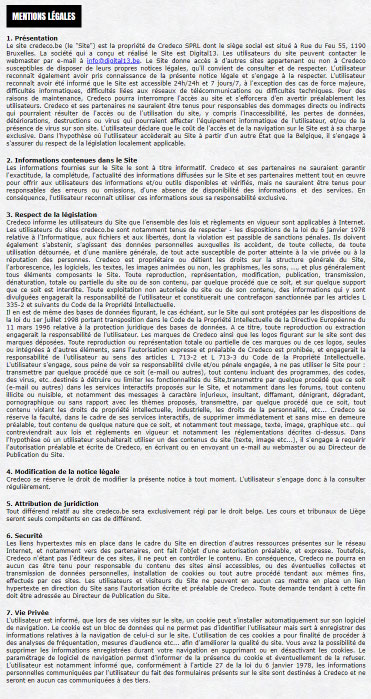 MENTIONS LÉGALES
1. Présentation
Le site credeco.be (le "Site") est la propriété de Credeco SPRL dont le siège social est situé à Rue du Feu 55, 1190
Bruxelles. La société qui a conçu et réalisé le Site est Digital13. Les utilisateurs du site peuvent contacter le
webmaster par e-mail à info@digital13.be. Le Site donne accès à d'autres sites appartenant ou non à Credeco
susceptibles de disposer de leurs propres notices légales, qu'il convient de consulter et de respecter. L'utilisateur
reconnaît également avoir pris connaissance de la présente notice légale et s'engage à la respecter. L'utilisateur
reconnaît avoir été informé que le Site est accessible 24h/24h et 7 jours/7, à l'exception des cas de force majeure,
difficultés informatiques, difficultés liées aux réseaux de télécommunications ou difficultés techniques. Pour des
raisons de maintenance, Credeco pourra interrompre l'accès au site et s'efforcera d'en avertir préalablement les
utilisateurs. Credeco et ses partenaires ne sauraient être tenus pour responsables des dommages directs ou indirects
qui pourraient résulter de l'accès ou de l'utilisation du site, y compris l'inaccessibilité, les pertes de données,
détériorations, destructions ou virus qui pourraient affecter l'équipement informatique de l'utilisateur, et/ou de la
présence de virus sur son site. L'utilisateur déclare que le coût de l'accès et de la navigation sur le Site est à sa charge
exclusive. Dans l'hypothèse où l'utilisateur accéderait au Site à partir d'un autre État que la Belgique, il s'engage à
s'assurer du respect de la législation localement applicable.
2. Informations contenues dans le Site
Les informations fournies sur le Site le sont à titre informatif. Credeco et ses partenaires ne sauraient garantir
l'exactitude, la complétude, l'actualité des informations diffusées sur le Site et ses partenaires mettent tout en œuvre
pour offrir aux utilisateurs des informations et/ou outils disponibles et vérifiés, mais ne sauraient être tenus pour
responsables des erreurs ou omissions, d'une absence de disponibilité des informations et des services. En
conséquence, l'utilisateur reconnaît utiliser ces informations sous sa responsabilité exclusive.
3. Respect de la législation
Credeco informe les utilisateurs du Site que l'ensemble des lois et règlements en vigueur sont applicables à Internet.
Les utilisateurs du sites credeco.be sont notamment tenus de respecter - les dispositions de la loi du 6 janvier 1978
relative à l'Informatique, aux fichiers et aux libertés, dont la violation est passible de sanctions pénales. Ils doivent
également s'abstenir, s'agissant des données personnelles auxquelles ils accèdent, de toute collecte, de toute
utilisation détournée, et d'une manière générale, de tout acte susceptible de porter atteinte à la vie privée ou à la
réputation des personnes. Credeco est propriétaire ou détient les droits sur la structure générale du Site,
l'arborescence, les logiciels, les textes, les images animées ou non, les graphismes, les sons, ..., et plus généralement
tous éléments composants le Site. Toute reproduction, représentation, modification, publication, transmission,
dénaturation, totale ou partielle du site ou de son contenu, par quelque procédé que ce soit, et sur quelque support
que ce soit est interdite. Toute exploitation non autorisée du site ou de son contenu, des informations qui y sont
divulguées engagerait la responsabilité de l'utilisateur et constituerait une contrefaçon sanctionnée par les articles L
335-2 et suivants du Code de la Propriété Intellectuelle.
Il en est de même des bases de données figurant, le cas échéant, sur le Site qui sont protégées par les dispositions de
la loi du 1er juillet 1998 portant transposition dans le Code de la Propriété Intellectuelle de la Directive Européenne du
11 mars 1996 relative à la protection juridique des bases de données. A ce titre, toute reproduction ou extraction
engagerait la responsabilité de l'utilisateur. Les marques de Credeco ainsi que les logos figurant sur le site sont des
marques déposées. Toute reproduction ou représentation totale ou partielle de ces marques ou de ces logos, seules
ou intégrées à d'autres éléments, sans l'autorisation expresse et préalable de Credeco est prohibée, et engagerait la
responsabilité de l'utilisateur au sens des articles L 713-2 et L 713-3 du Code de la Propriété Intellectuelle.
L'utilisateur s'engage, sous peine de voir sa responsabilité civile et/ou pénale engagée, à ne pas utiliser le Site pour :
transmettre par quelque procédé que ce soit (e-mail ou autres), tout contenu incluant des programmes, des codes,
des virus, etc. destinés à détruire ou limiter les fonctionnalités du Site,transmettre par quelque procédé que ce soit
(e-mail ou autres) dans les services interactifs proposés sur le Site, et notamment dans les forums, tout contenu
illicite ou nuisible, et notamment des messages à caractère injurieux, insultant, diffamant, dénigrant, dégradant,
pornographique ou sans rapport avec les thèmes proposés, transmettre, par quelque procédé que ce soit, tout
contenu violant les droits de propriété intellectuelle, industrielle, les droits de la personnalité, etc... Credeco se
réserve la faculté, dans le cadre de ses services interactifs, de supprimer immédiatement et sans mise en demeure
préalable, tout contenu de quelque nature que ce soit, et notamment tout message, texte, image, graphique etc.. qui
contreviendrait aux lois et règlements en vigueur et notamment les réglementations décrites ci-dessus. Dans
l'hypothèse où un utilisateur souhaiterait utiliser un des contenus du site (texte, image etc...), il s'engage à requérir
l'autorisation préalable et écrite de Credeco, en écrivant ou en envoyant un e-mail au webmaster ou au Directeur de
Publication du Site.
4. Modification de la notice légale
Credeco se réserve le droit de modifier la présente notice à tout moment. L'utilisateur s'engage donc à la consulter
régulièrement.
5. Attribution de juridiction
Tout différend relatif au site credeco.be sera exclusivement régi par le droit belge. Les cours et tribunaux de Liège
seront seuls compétents en cas de différend.
6. Securité
Les liens hypertextes mis en place dans le cadre du Site en direction d'autres ressources présentes sur le réseau
Internet, et notamment vers des partenaires, ont fait l'objet d'une autorisation préalable, et expresse. Toutefois,
Credeco n'étant pas l'éditeur de ces sites, il ne peut en contrôler le contenu. En conséquence, Credeco ne pourra en
aucun cas être tenu pour responsable du contenu des sites ainsi accessibles, ou des éventuelles collectes et
transmission de données personnelles, installation de cookies ou tout autre procédé tendant aux mêmes fins,
effectués par ces sites. Les utilisateurs et visiteurs du Site ne peuvent en aucun cas mettre en place un lien
hypertexte en direction du Site sans l'autorisation écrite et préalable de Credeco. Toute demande tendant à cette fin
doit être adressée au Directeur de Publication du Site.
7. Vie Privée
L'utilisateur est informé, que lors de ses visites sur le site, un cookie peut s'installer automatiquement sur son logiciel
de navigation. Le cookie est un bloc de données qui ne permet pas d'identifier l'utilisateur mais sert à enregistrer des
informations relatives à la navigation de celui-ci sur le site. L'utilisation de ces cookies a pour finalité de procéder à
des analyses de fréquentation, mesures d'audience etc... afin d'améliorer la qualité du site. Vous avez la possibilité de
supprimer les informations enregistrées durant votre navigation en supprimant ou en désactivant les cookies. Le
paramétrage du logiciel de navigation permet d'informer de la présence du cookie et éventuellement de le refuser.
L'utilisateur est notamment informé que, conformément à l'article 27 de la loi du 6 janvier 1978, les informations
personnelles communiquées par l'utilisateur du fait des formulaires présents sur le site sont destinées à Credeco et ne
seront en aucun cas communiquées à des tiers.